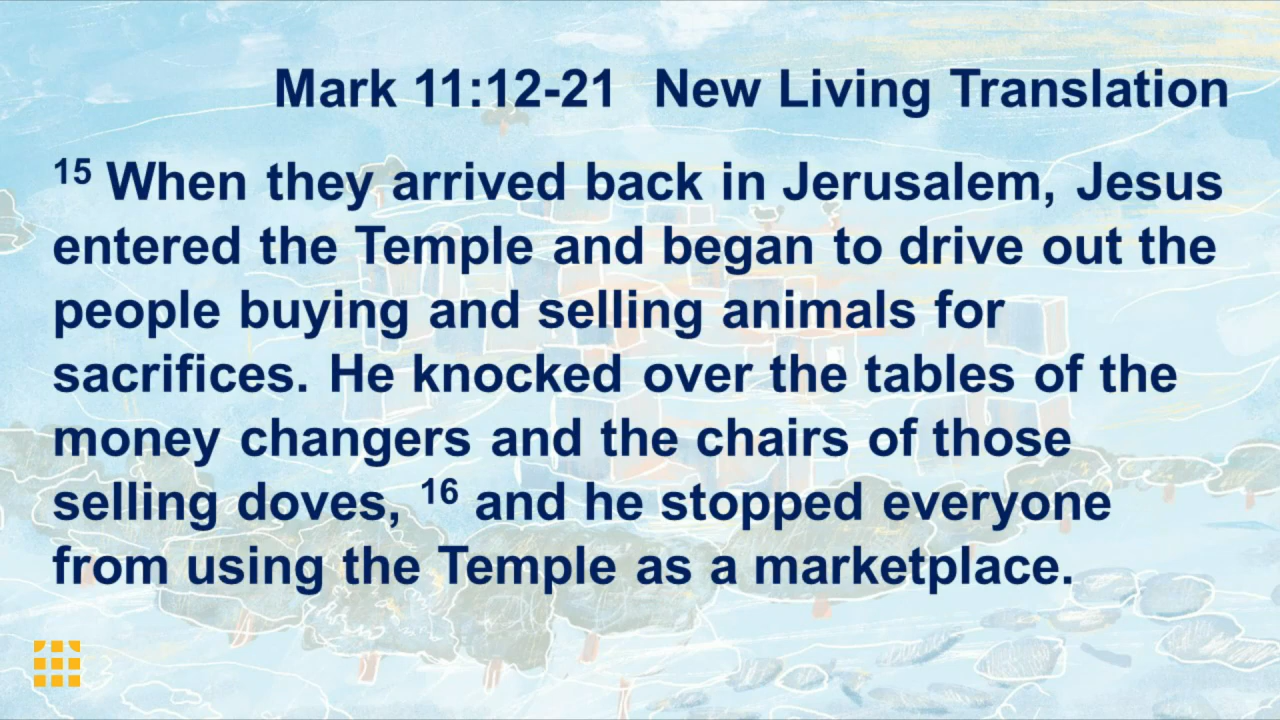 Mark 11:12-21 New Living Translation
15 When they arrived back in Jerusalem, Jesus
entered the Temple and began to drive out the
people buying and selling animals for
sacrifices. He knocked over the tables of the
money changers and the chairs of those
selling doves, 16 and he stopped everyone
from using the Temple as a marketplace.